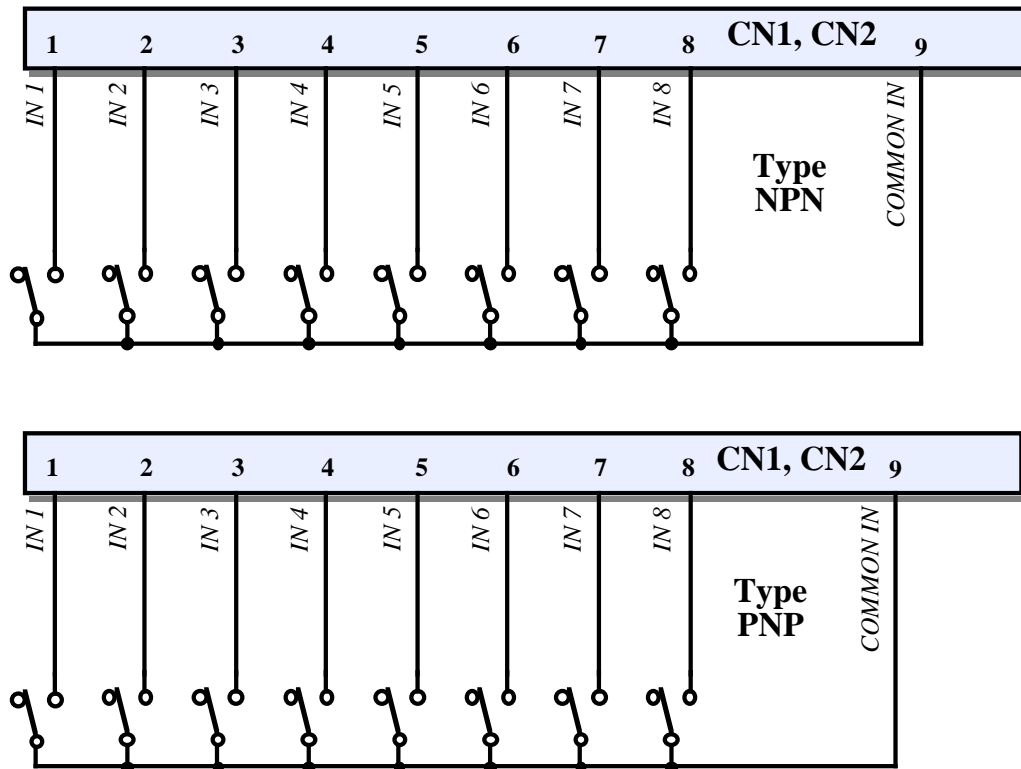 1 2 3 4 5 6 7 8 CN1, CN2 9
IN 1 IN 2 IN 3 IN 4 IN 5 IN 6 IN 7 IN 8 COMMON IN
Type
NPN
1 2 3 4 5 6 7 8 CN1, CN2 9
IN 1 IN 2 IN 3 IN 4 IN 5 IN 6 IN 7 IN 8 COMMON IN
Type
PNP